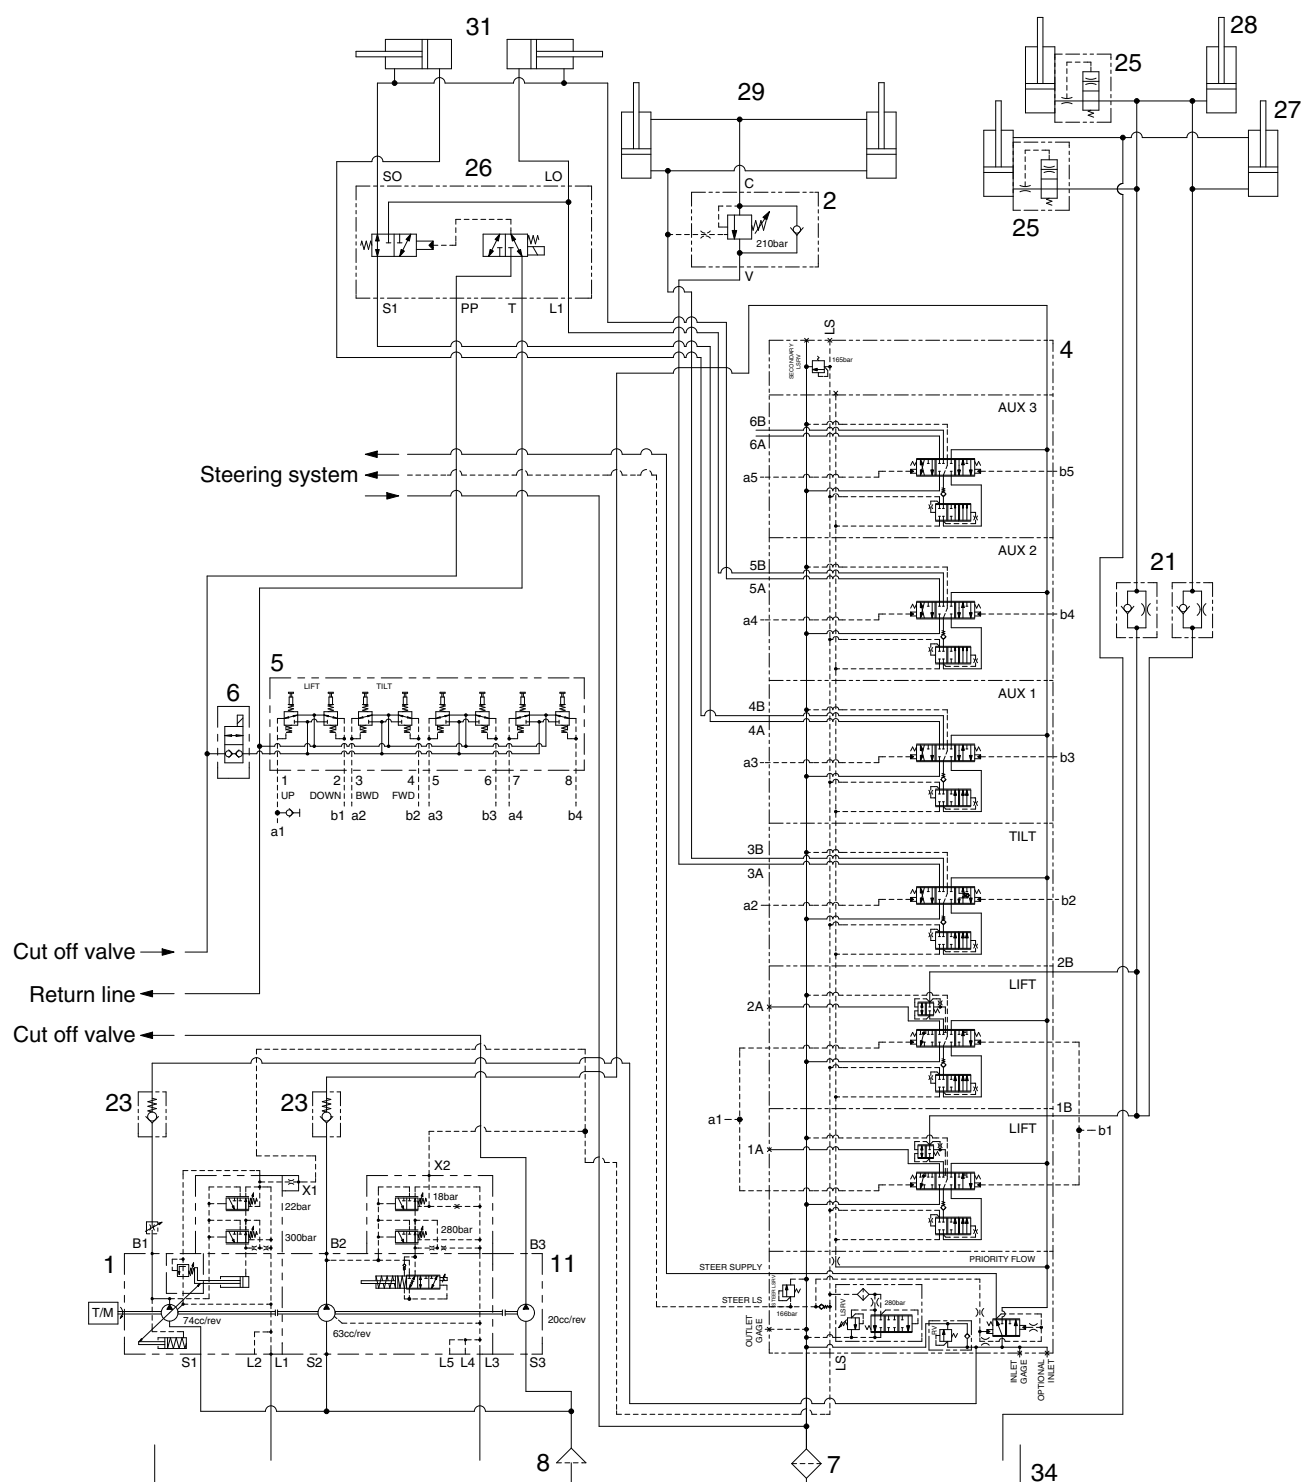 31
28
25
27
29
26
SO
LO
C
2
210bar
V
25
S1
PP
T
L1
LS
SECONDARY
LSRV
165bar
4
AUX 3
6B
6A
a5
b5
Steering system
AUX 2
5B
5A
a4
b4
21
5
6
LIFT
TILT
AUX 1
4B
4A
a3
b3
1
2
3
4
5
6
7
8
UP
DOWN
BWD
FWD
a1
b1
a2
b2
a3
b3
a4
b4
TILT
3B
3A
a2
b2
Cut off valve
Return line
Cut off valve
2B
LIFT
2A
23
23
a1
1B
LIFT
b1
1A
X1
X2
22bar
18bar
300bar
280bar
B1
B2
B3
1
11
T/M
74cc/rev
63cc/rev
20cc/rev
S1
L2
L1
S2
L5
L4
L3
S3
STEER SUPPLY
PRIORITY FLOW
STEER LS
STEER LSRV
166bar
LSRV
280bar
RV
OUTLET
GAGE
LS
INLET
GAGE
OPTIONAL
INLET
8
7
34